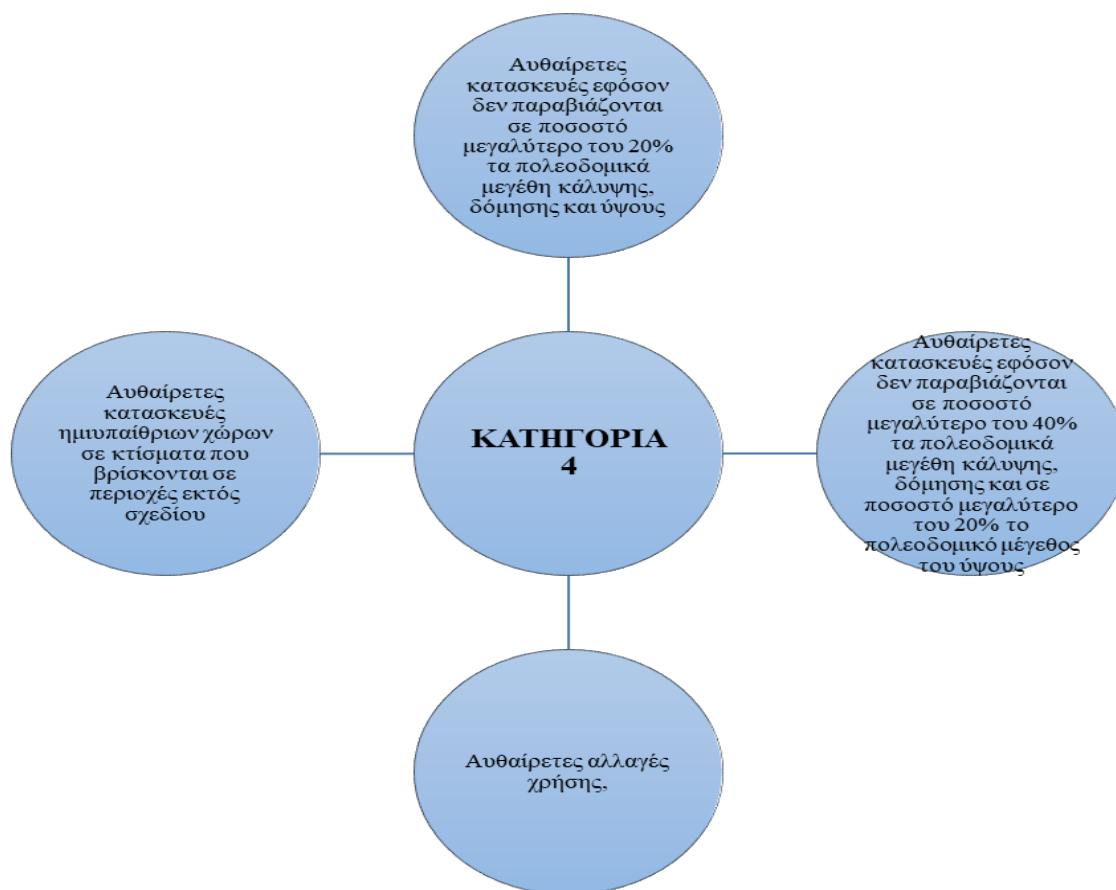 Αυθαίρετες
κατασκευές εφόσον
δεν παραβιάζονται
σε ποσοστό
μεγαλύτερο του 20%
τα πολεοδομικά
μεγέθη κάλυψης,
δόμησης και ύψους
Αυθαίρετες
κατασκευές
ημιυπαίθριων χώρων
σε κτίσματα που
βρίσκονται σε
περιοχές εκτός
σχεδίου
ΚΑΤΗΓΟΡΙΑ
4
Αυθαίρετες
κατασκευές εφόσον
δεν παραβιάζονται
σε ποσοστό
μεγαλύτερο του 40%
τα πολεοδομικά
μεγέθη κάλυψης,
δόμησης και σε
ποσοστό μεγαλύτερο
του 20% το
πολεοδομικό μέγεθος
του ύψους
Αυθαίρετες αλλαγές
χρήσης,